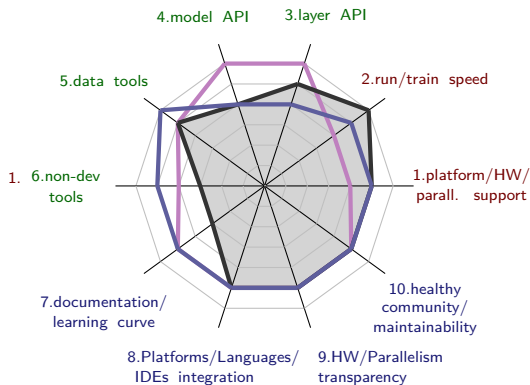 4.model API
3.layer API
5.data tools
2.run/train speed
1.
6.non-dev
tools
1.platform/HW/
parall. support
7.documentation/
learning curve
10.healthy
community/
maintainability
8.Platforms/Languages/
IDEs integration
9.HW/Parallelism
transparency